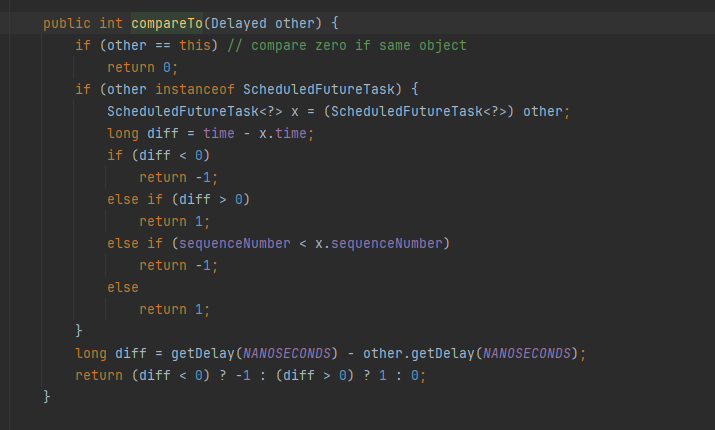 public int compareTo(Delayed other) {
    if (other == this) // compare zero if same object
        return 0;
    if (other instanceof ScheduledFutureTask) {
        ScheduledFutureTask<?> x = (ScheduledFutureTask<?>) other;
        long diff = time - x.time;
        if (diff < 0)
            return -1;
        else if (diff > 0)
            return 1;
        else if (sequenceNumber < x.sequenceNumber)
            return -1;
        else
            return 1;
    }
    long diff = getDelay(NANOSECONDS) - other.getDelay(NANOSECONDS);
    return (diff < 0) ? -1 : (diff > 0) ? 1 : 0;
}